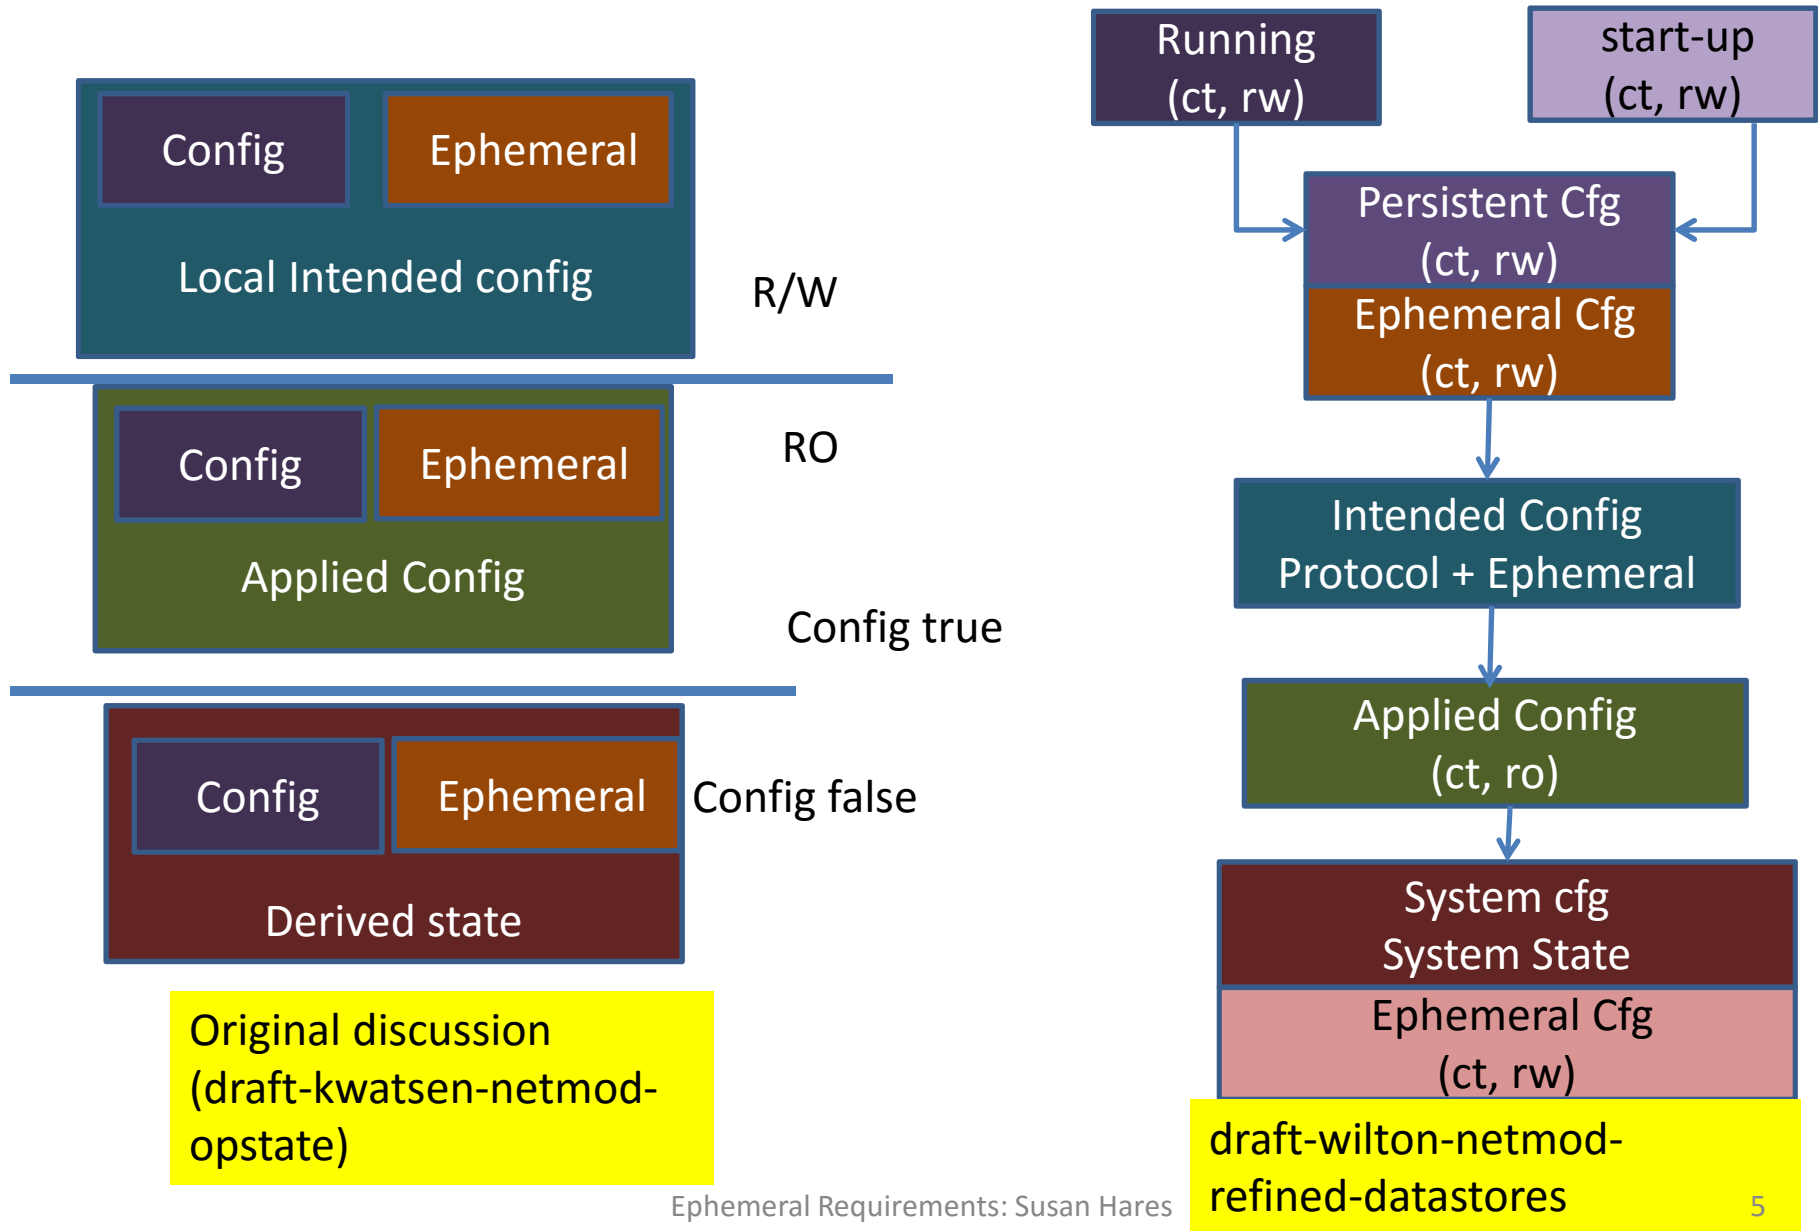 Config
Ephemeral
Local Intended config
R/W
Config
Ephemeral
RO
Applied Config
Config true
Config
Ephemeral
Config false
Derived state
Original discussion
(draft-kwatsen-netmod-
opstate)
Running
(ct, rw)
start-up
(ct, rw)
Persistent Cfg
(ct, rw)
Ephemeral Cfg
(ct, rw)
Intended Config
Protocol + Ephemeral
Applied Config
(ct, ro)
System cfg
System State
Ephemeral Cfg
(ct, rw)
draft-wilton-netmod-
refined-datastores
Ephemeral Requirements: Susan Hares
5